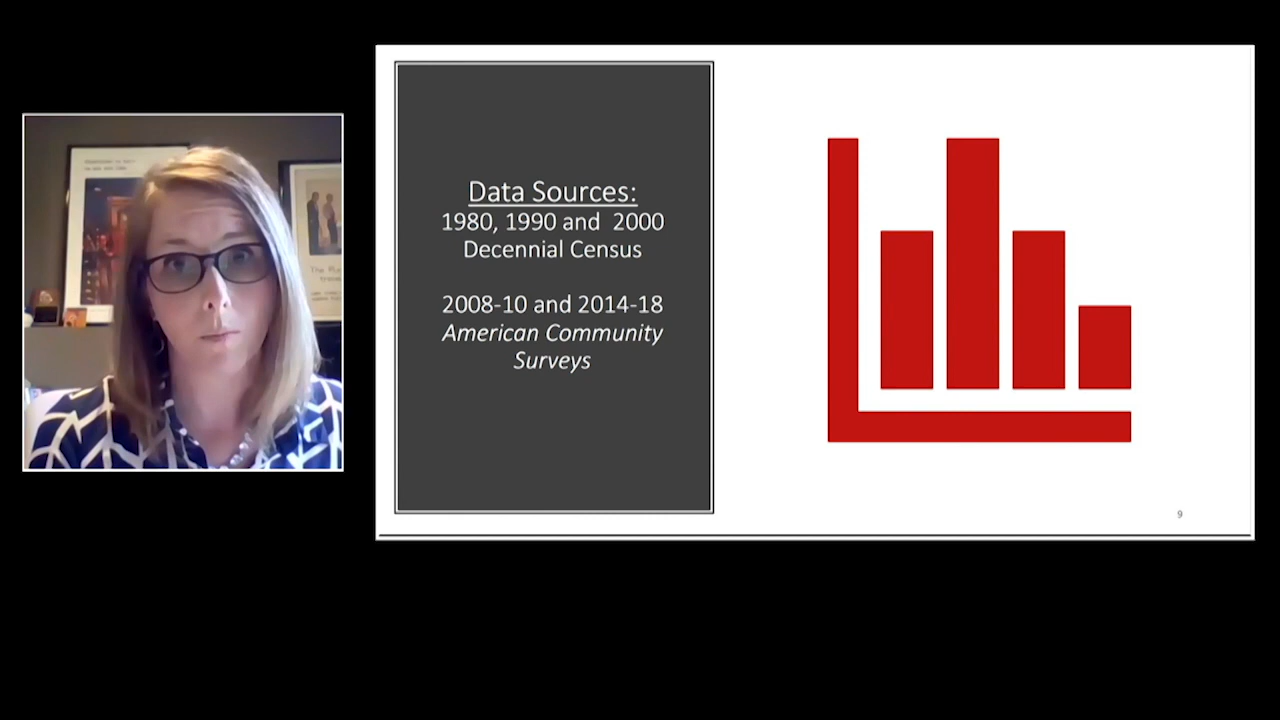 Data Sources:
1980, 1990 and 2000
Decennial Census
2008-10 and 2014-18
American Community
Surveys
9